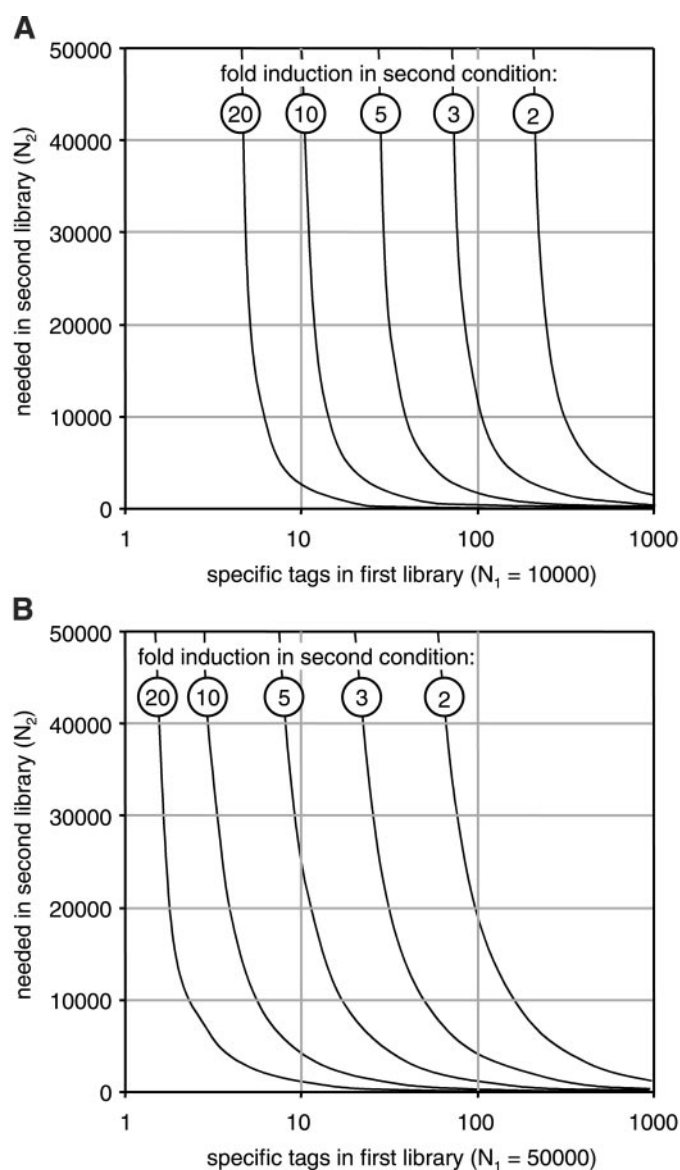 A
50000
fold induction in second condition:
20 10 5 3 2
40000
30000
20000
10000
0
needed in second library (N₂)
1 10 100 1000
specific tags in first library (N₁ = 10000)
B
50000
fold induction in second condition:
20 10 5 3 2
40000
30000
20000
10000
0
needed in second library (N₂)
1 10 100 1000
specific tags in first library (N₁ = 50000)